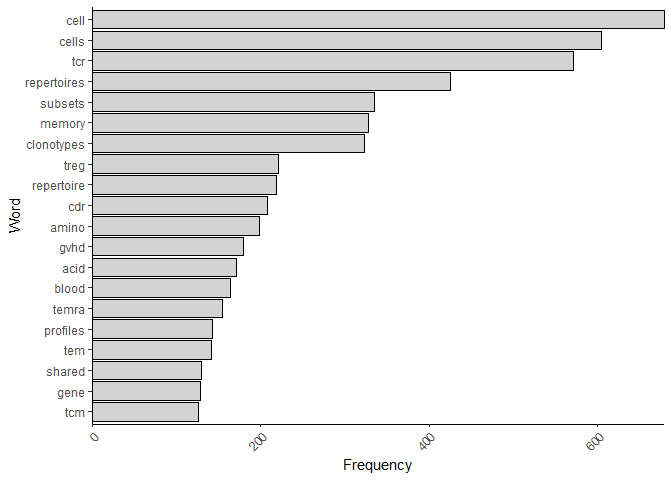 cell
cells
tcr
repertoires
subsets
memory
clonotypes
treg
repertoire
cdr
amino
gvhd
acid
blood
temra
profiles
tem
shared
gene
tcm
Word
0
200
400
600
Frequency